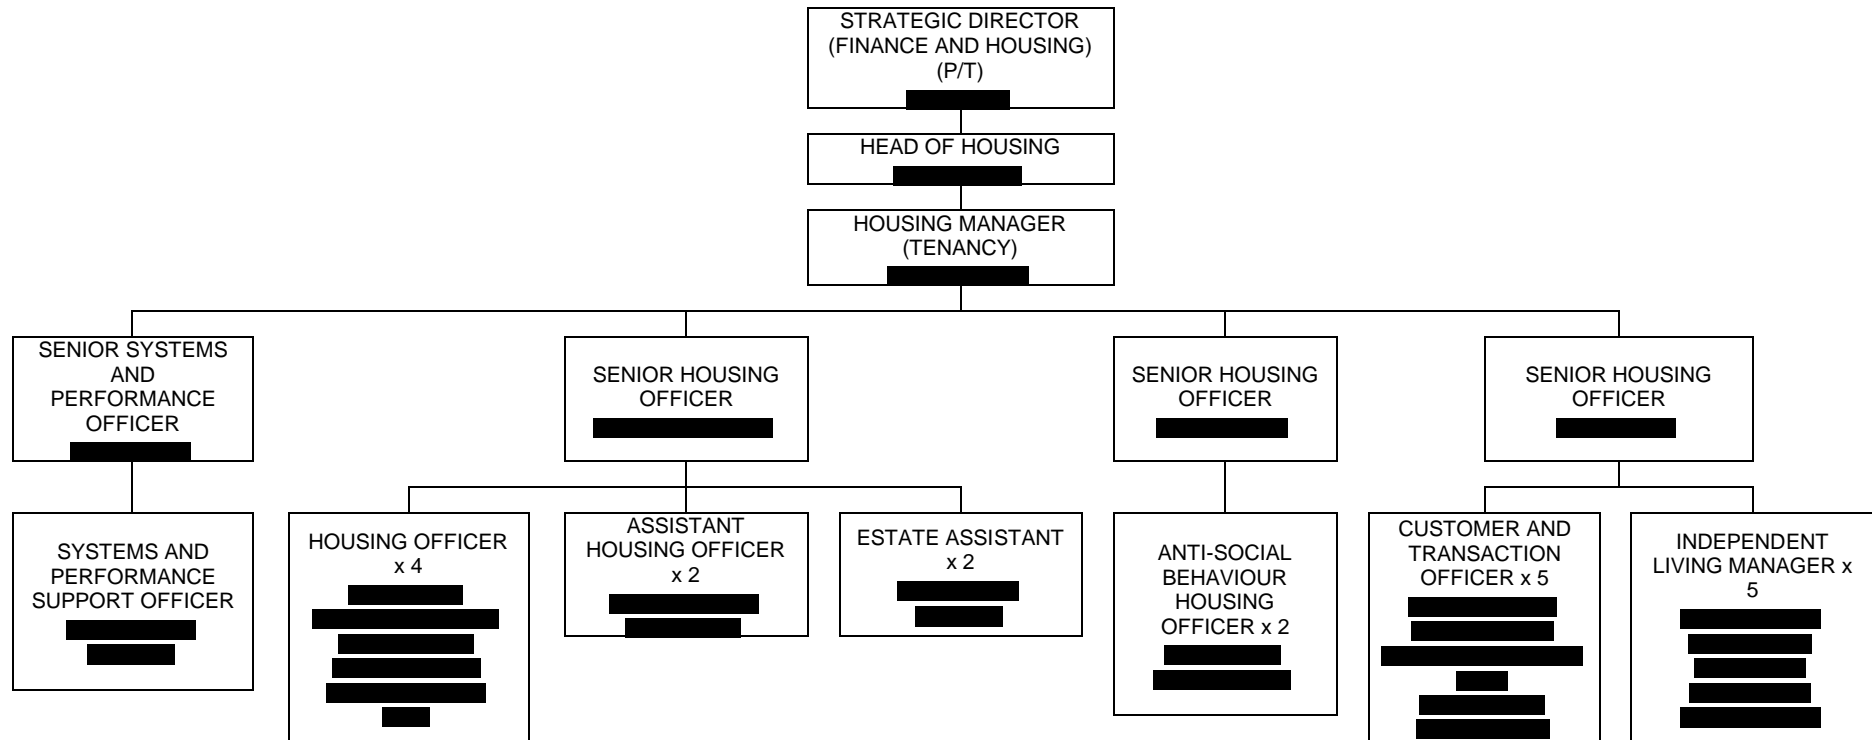 STRATEGIC DIRECTOR
(FINANCE AND HOUSING)
(P/T)
HEAD OF HOUSING
HOUSING MANAGER
(TENANCY)
SENIOR SYSTEMS
AND
PERFORMANCE
OFFICER
SENIOR HOUSING
OFFICER
SENIOR HOUSING
OFFICER
SENIOR HOUSING
OFFICER
SYSTEMS AND
PERFORMANCE
SUPPORT OFFICER
HOUSING OFFICER
x 4
ASSISTANT
HOUSING OFFICER
x 2
ESTATE ASSISTANT
x 2
ANTI-SOCIAL
BEHAVIOUR
HOUSING
OFFICER x 2
CUSTOMER AND
TRANSACTION
OFFICER x 5
INDEPENDENT
LIVING MANAGER x
5